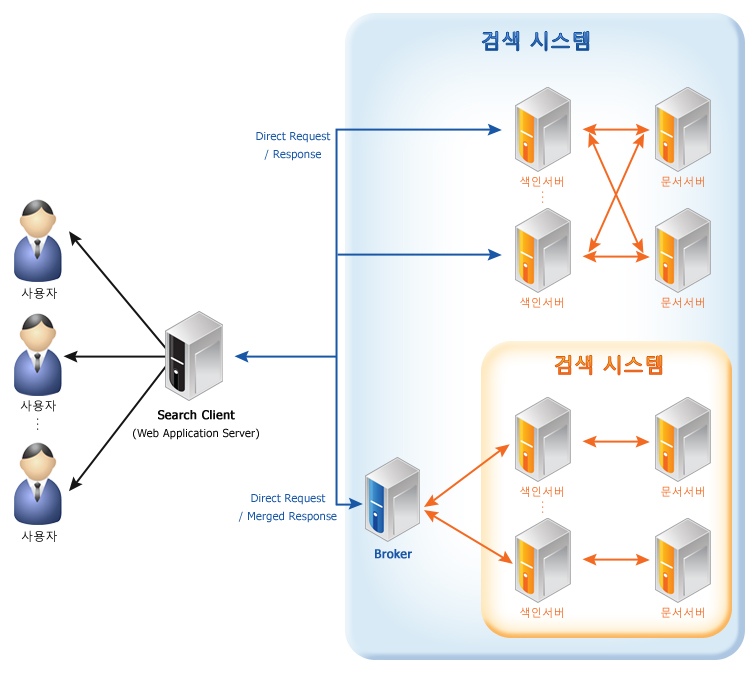 검색 시스템
Direct Request
/ Response
색인서버
⋮
문서서버
색인서버
문서서버
사용자
사용자
⋮
사용자
Search Client
(Web Application Server)
검색 시스템
색인서버
⋮
문서서버
Direct Request
/ Merged Response
Broker
색인서버
문서서버